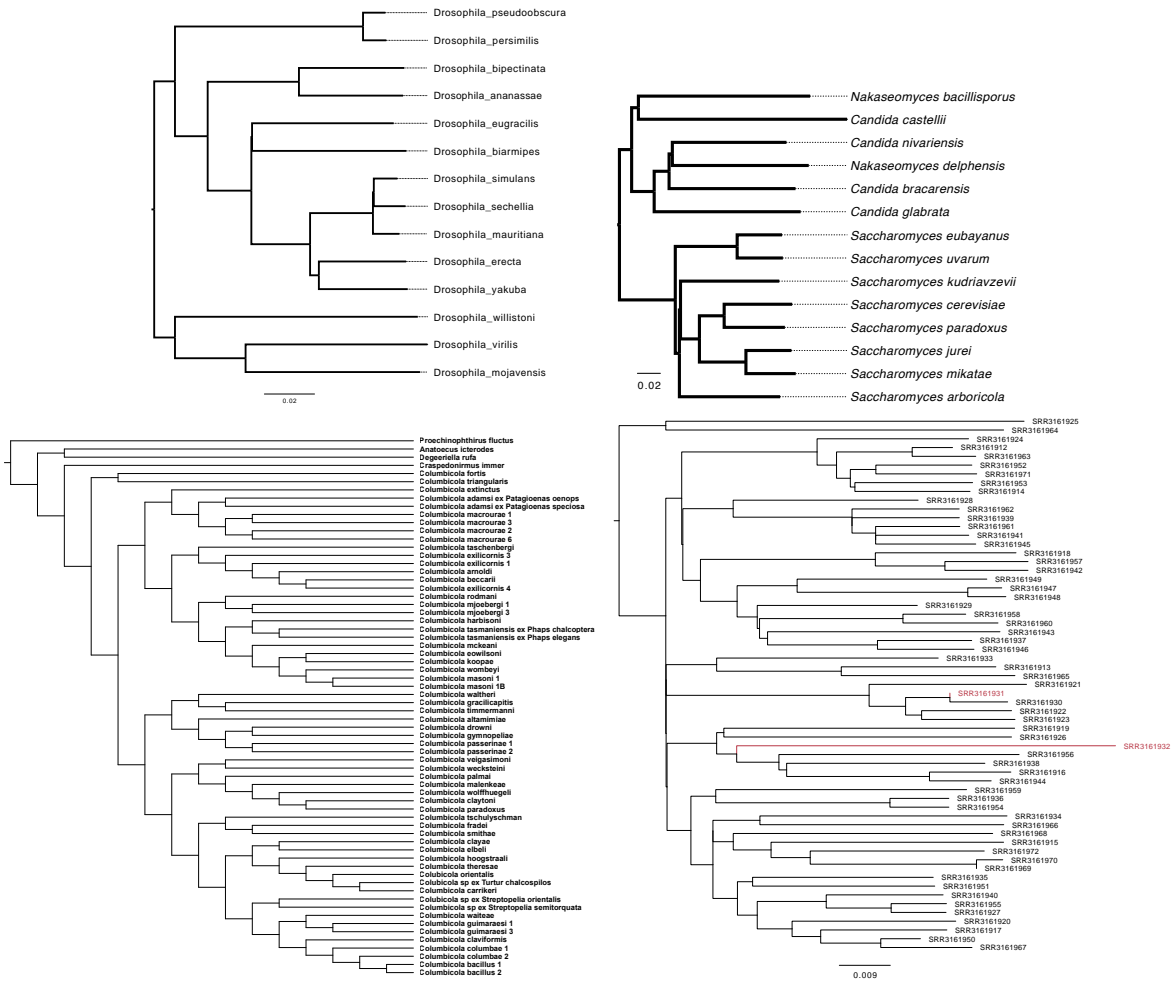 Drosophila_pseudoobscura
Drosophila_persimilis
Drosophila_bipectinata
Drosophila_ananassae
Drosophila_eugracilis
Drosophila_biarmipes
Drosophila_simulans
Drosophila_sechellia
Drosophila_mauritiana
Drosophila_erecta
Drosophila_yakuba
Drosophila_willistoni
Drosophila_virilis
Drosophila_mojavensis
0.02
Nakaseomyces bacillisporus
Candida castellii
Candida nivariensis
Nakaseomyces delphensis
Candida bracarensis
Candida glabrata
Saccharomyces eubayanus
Saccharomyces uvarum
Saccharomyces kudriavzevii
Saccharomyces cerevisiae
Saccharomyces paradoxus
Saccharomyces jurei
Saccharomyces mikatae
Saccharomyces arboricola
0.02
Proechinophthirus fluctus
Anatoecus icterodes
Degeeriella rufa
Craspedonirmus immer
Columbicola fortis
Columbicola triangularis
Columbicola extinctus
Columbicola adamsi ex Patagioenas oenops
Columbicola adamsi ex Patagioenas speciosa
Columbicola macrourae 1
Columbicola macrourae 3
Columbicola macrourae 2
Columbicola macrourae 6
Columbicola taschenbergi
Columbicola exilicornis 3
Columbicola exilicornis 1
Columbicola arnoldi
Columbicola beccarii
Columbicola exilicornis 4
Columbicola rodmani
Columbicola mjoebergi 1
Columbicola mjoebergi 3
Columbicola harbisoni
Columbicola tasmaniensis ex Phaps chalcoptera
Columbicola tasmaniensis ex Phaps elegans
Columbicola mckeani
Columbicola eowilsoni
Columbicola koopae
Columbicola wombeyi
Columbicola masoni 1
Columbicola masoni 1B
Columbicola waltheri
Columbicola gracilicapitis
Columbicola timmermanni
Columbicola altamimiae
Columbicola drowni
Columbicola gymnopeliae
Columbicola passerinae 1
Columbicola passerinae 2
Columbicola veigasimoni
Columbicola wecksteini
Columbicola palmai
Columbicola malenkeae
Columbicola wolffhuegeli
Columbicola claytoni
Columbicola paradoxus
Columbicola tschulyschman
Columbicola fradei
Columbicola smithae
Columbicola clayae
Columbicola elbeli
Columbicola hoogstraali
Columbicola theresae
Colubicola orientalis
Colubicola sp ex Turtur chalcospilos
Columbicola carrikeri
Colubicola sp ex Streptopelia orientalis
Columbicola sp ex Streptopelia semitorquata
Columbicola waiteae
Columbicola guimaraesi 1
Columbicola guimaraesi 3
Columbicola claviformis
Columbicola columbae 1
Columbicola columbae 2
Columbicola bacillus 1
Columbicola bacillus 2
SRR3161925
SRR3161964
SRR3161924
SRR3161912
SRR3161963
SRR3161952
SRR3161971
SRR3161953
SRR3161914
SRR3161928
SRR3161962
SRR3161939
SRR3161961
SRR3161941
SRR3161945
SRR3161918
SRR3161957
SRR3161942
SRR3161949
SRR3161947
SRR3161948
SRR3161929
SRR3161958
SRR3161960
SRR3161943
SRR3161937
SRR3161946
SRR3161933
SRR3161913
SRR3161965
SRR3161921
SRR3161931
SRR3161930
SRR3161922
SRR3161923
SRR3161919
SRR3161926
SRR3161932
SRR3161956
SRR3161938
SRR3161916
SRR3161944
SRR3161959
SRR3161936
SRR3161954
SRR3161934
SRR3161966
SRR3161968
SRR3161915
SRR3161972
SRR3161970
SRR3161969
SRR3161935
SRR3161951
SRR3161940
SRR3161955
SRR3161927
SRR3161920
SRR3161917
SRR3161950
SRR3161967
0.009